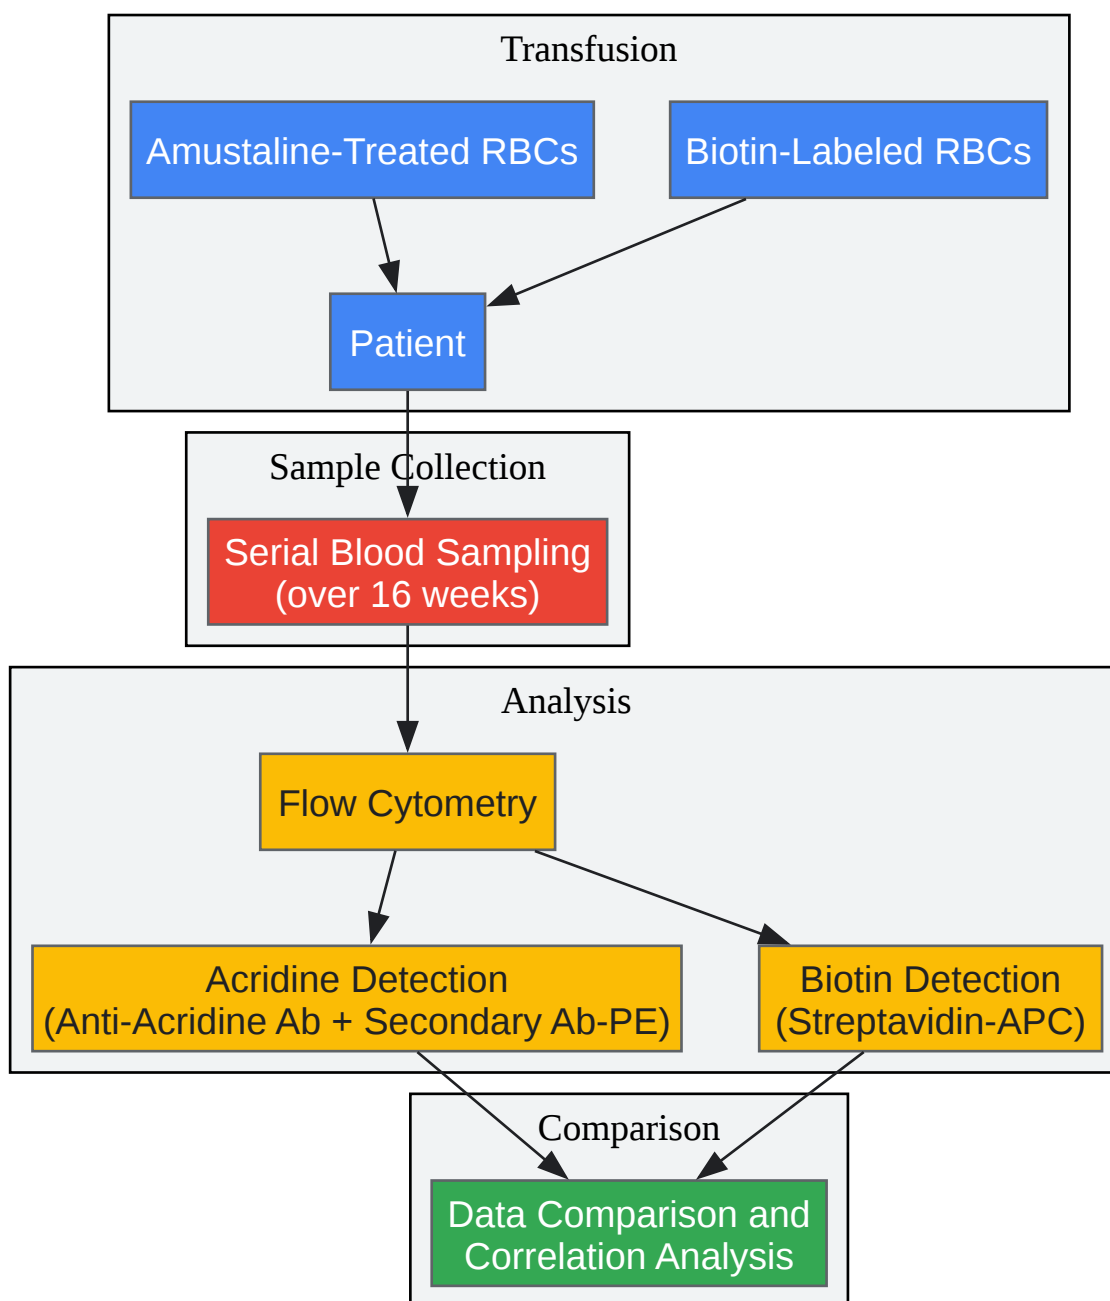 Transfusion
Amustaline-Treated RBCs
Biotin-Labeled RBCs
Patient
Sample Collection
Serial Blood Sampling
(over 16 weeks)
Analysis
Flow Cytometry
Acridine Detection
(Anti-Acridine Ab + Secondary Ab-PE)
Biotin Detection
(Streptavidin-APC)
Comparison
Data Comparison and
Correlation Analysis